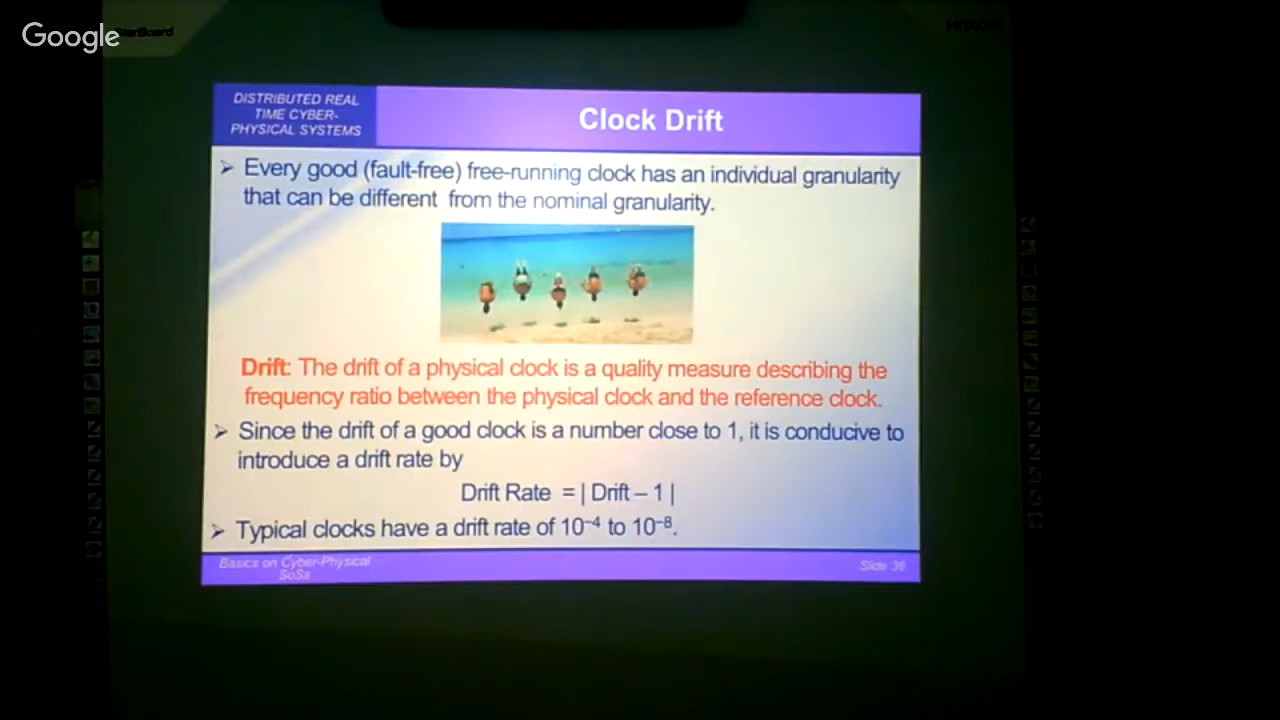 Google
StarBoard
HITACHI
DISTRIBUTED REAL
TIME CYBER-
PHYSICAL SYSTEMS
Clock Drift
➢ Every good (fault-free) free-running clock has an individual granularity
that can be different from the nominal granularity.
Drift: The drift of a physical clock is a quality measure describing the
frequency ratio between the physical clock and the reference clock.
➢ Since the drift of a good clock is a number close to 1, it is conducive to
introduce a drift rate by
Drift Rate = | Drift – 1 |
➢ Typical clocks have a drift rate of 10⁻⁴ to 10⁻⁸.
Basics on Cyber-Physical
SoSs
Slide 36